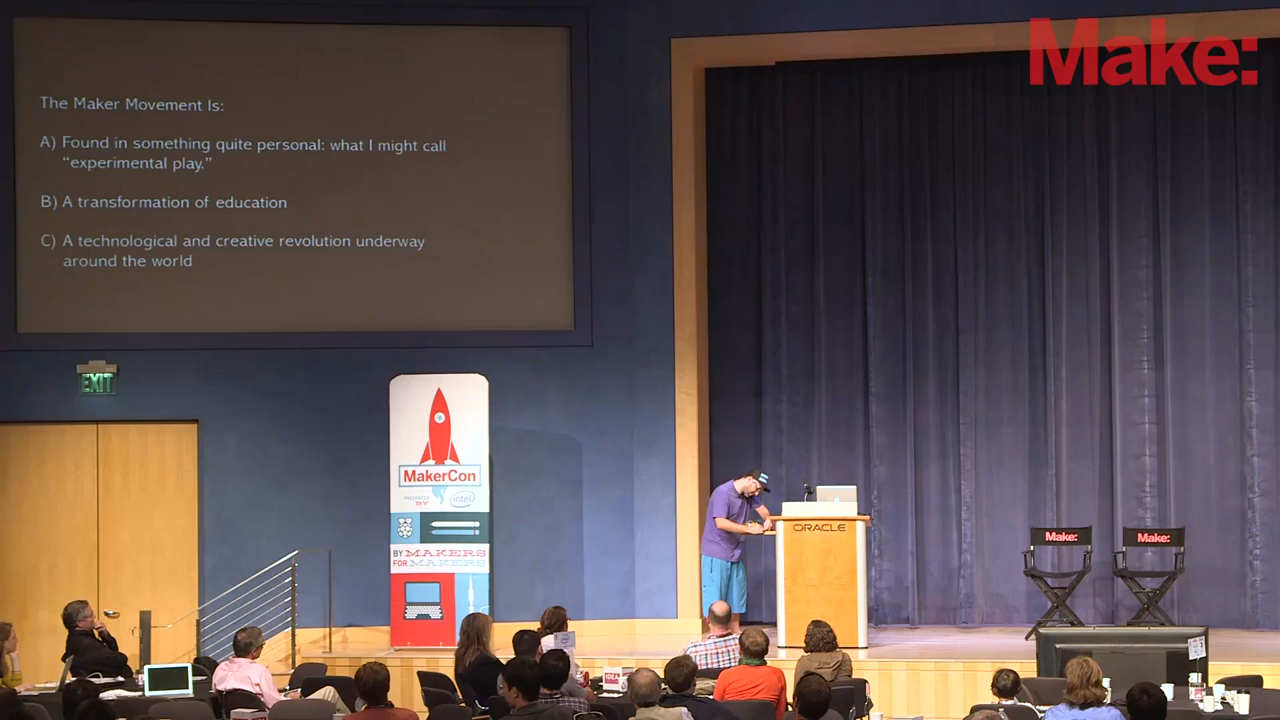 Make:
The Maker Movement Is:
A) Found in something quite personal: what I might call
“experimental play.”
B) A transformation of education
C) A technological and creative revolution underway
around the world
EXIT
MakerCon
PRESENTED
BY
intel
BY MAKERS
FOR MAKERS
ORACLE
Make:
Make: